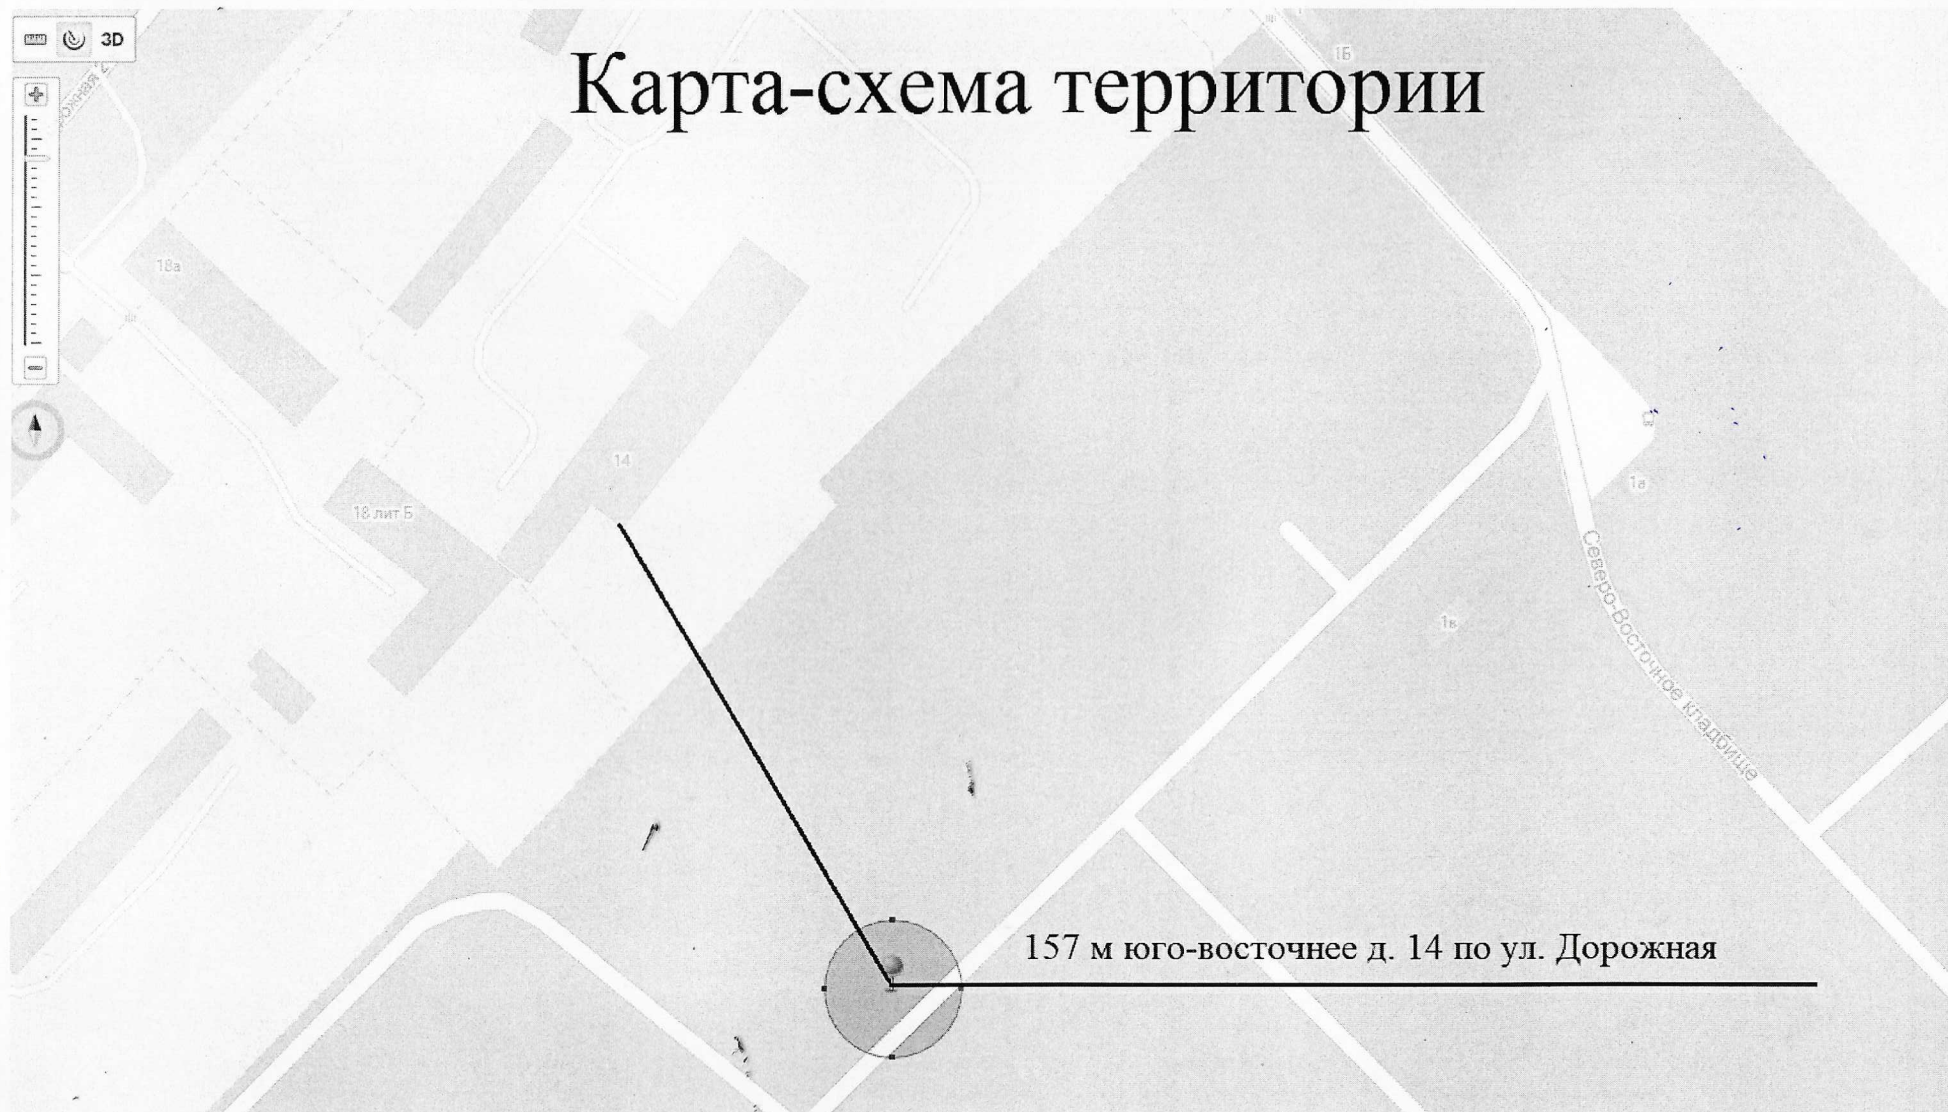 3D
Карта-схема территории
1Б
18а
14
18 лит Б
1а
Северо-Восточное кладбище
1в
157 м юго-восточнее д. 14 по ул. Дорожная